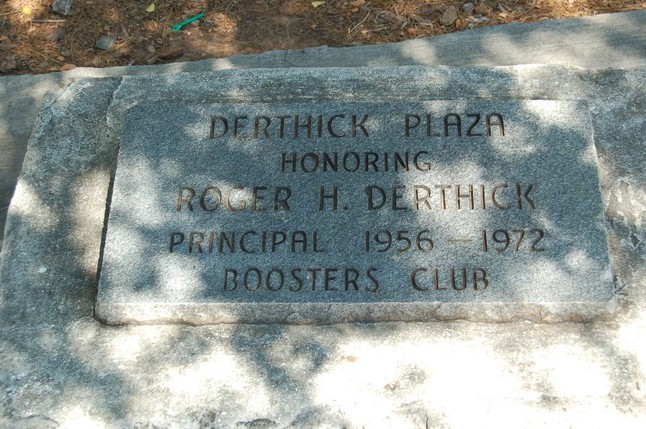 DERTHICK PLAZA
HONORING
ROGER H. DERTHICK
PRINCIPAL 1956 — 1972
BOOSTERS CLUB